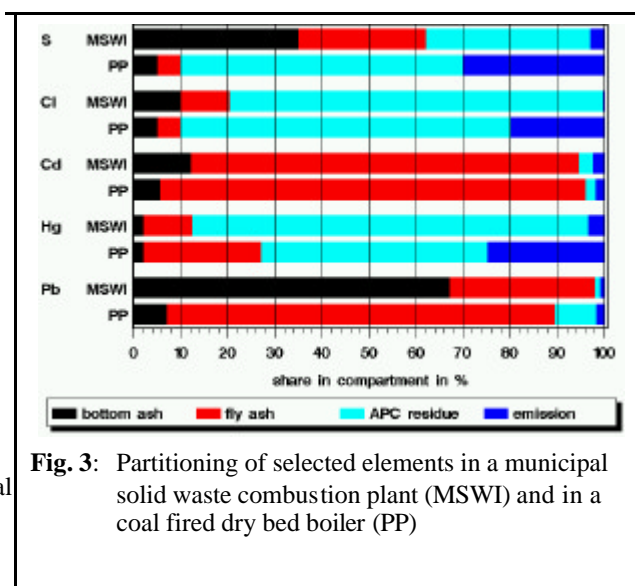 S MSWI
PP
Cl MSWI
PP
Cd MSWI
PP
Hg MSWI
PP
Pb MSWI
PP
0 10 20 30 40 50 60 70 80 90 100
share in compartment in %
bottom ash fly ash APC residue emission
al
Fig. 3: Partitioning of selected elements in a municipal
solid waste combustion plant (MSWI) and in a
coal fired dry bed boiler (PP)